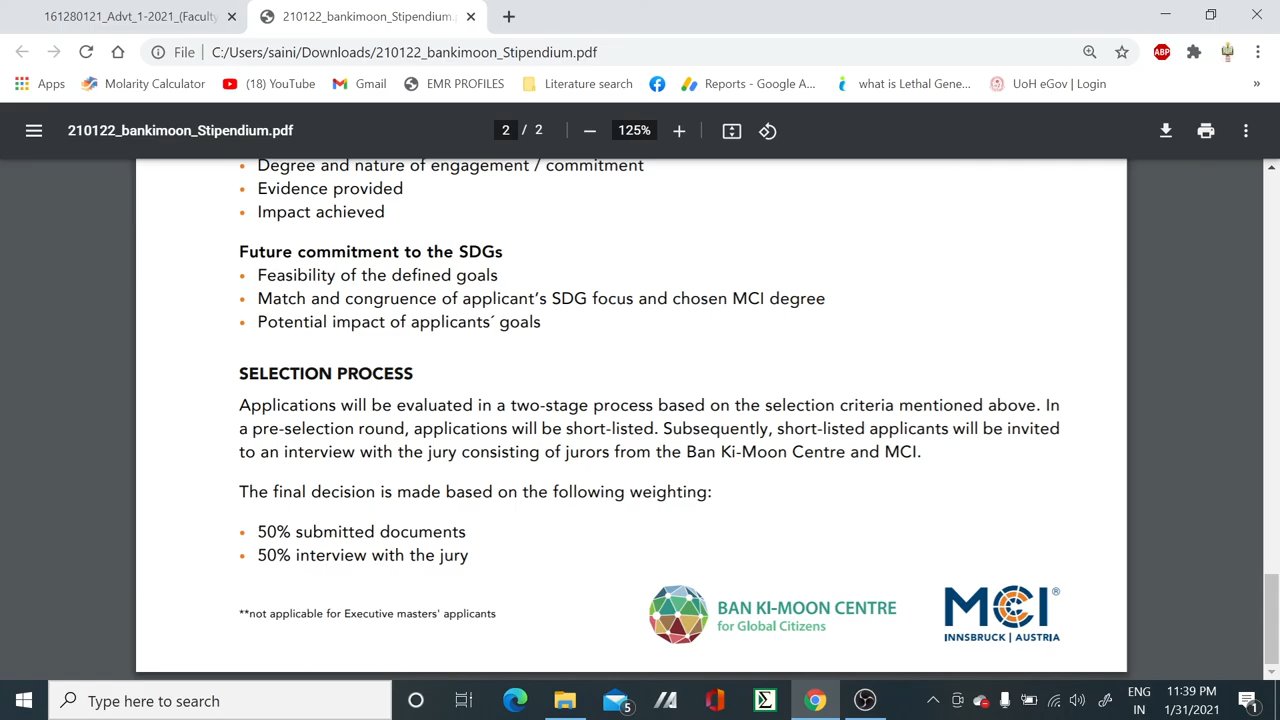 161280121_Advt_1-2021_(Faculty
210122_bankimoon_Stipendium.p
File
C:/Users/saini/Downloads/210122_bankimoon_Stipendium.pdf
ABP
Apps
Molarity Calculator
(18) YouTube
Gmail
EMR PROFILES
Literature search
Reports - Google A...
what is Lethal Gene...
UoH eGov | Login
»
210122_bankimoon_Stipendium.pdf
2 / 2
125%
• Degree and nature of engagement / commitment
• Evidence provided
• Impact achieved
Future commitment to the SDGs
• Feasibility of the defined goals
• Match and congruence of applicant's SDG focus and chosen MCI degree
• Potential impact of applicants´ goals
SELECTION PROCESS
Applications will be evaluated in a two-stage process based on the selection criteria mentioned above. In
a pre-selection round, applications will be short-listed. Subsequently, short-listed applicants will be invited
to an interview with the jury consisting of jurors from the Ban Ki-Moon Centre and MCI.
The final decision is made based on the following weighting:
• 50% submitted documents
• 50% interview with the jury
**not applicable for Executive masters' applicants
BAN KI-MOON CENTRE
for Global Citizens
MCI®
INNSBRUCK | AUSTRIA
Type here to search
5
ENG
IN
11:39 PM
1/31/2021
1